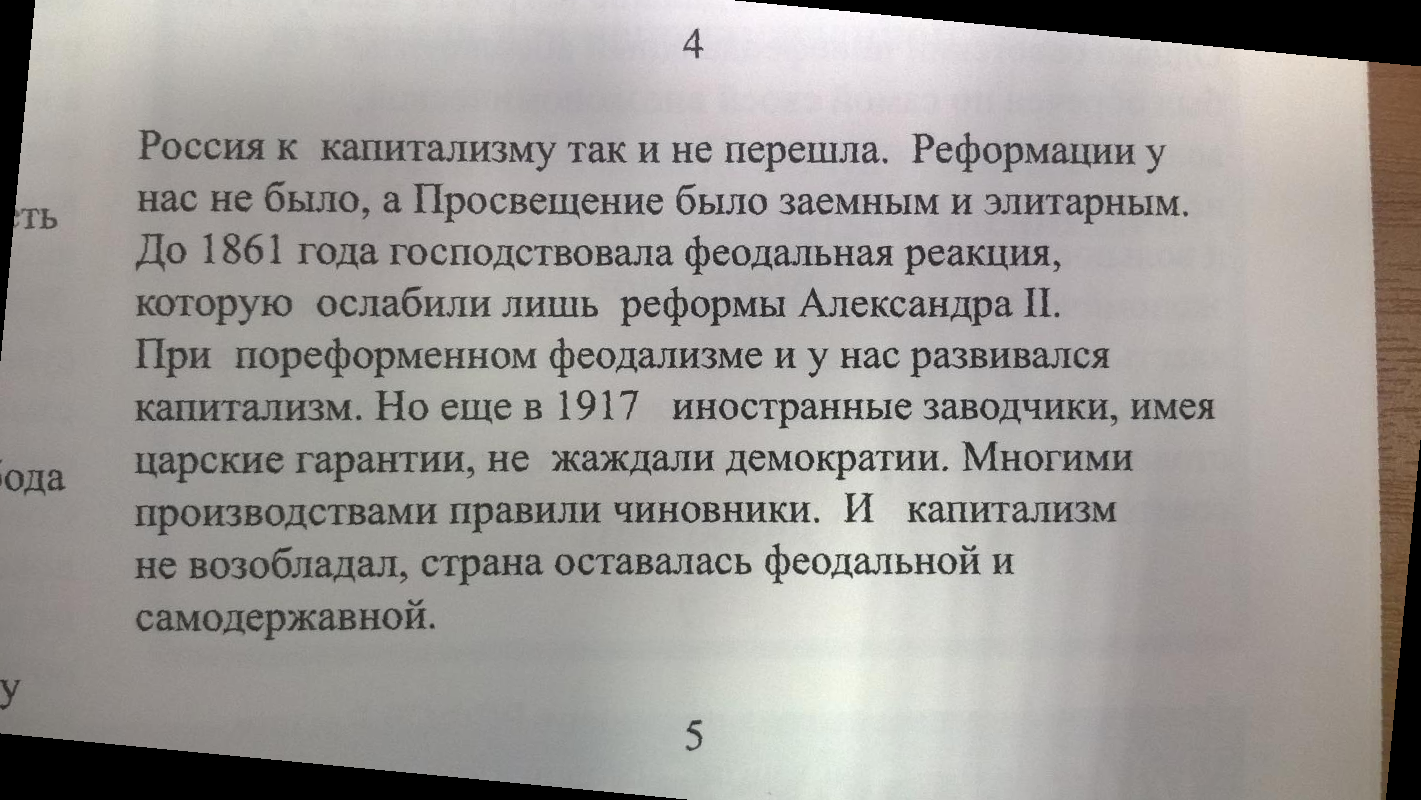 4
Россия к капитализму так и не перешла. Реформации у
нас не было, а Просвещение было заемным и элитарным.
До 1861 года господствовала феодальная реакция,
которую ослабили лишь реформы Александра II.
При пореформенном феодализме и у нас развивался
капитализм. Но еще в 1917 иностранные заводчики, имея
царские гарантии, не жаждали демократии. Многими
производствами правили чиновники. И капитализм
не возобладал, страна оставалась феодальной и
самодержавной.
5